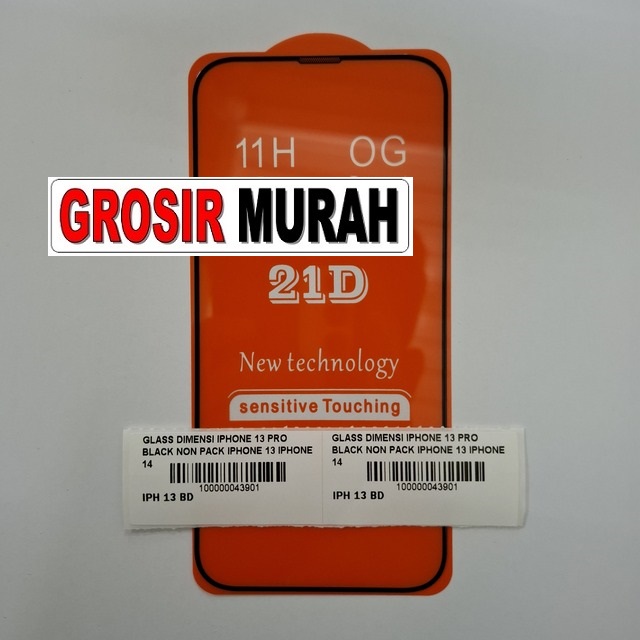 11H OG
GROSIR MURAH
21D
New technology
sensitive Touching
GLASS DIMENSI IPHONE 13 PRO
BLACK NON PACK IPHONE 13 IPHONE
14
100000043901
IPH 13 BD
GLASS DIMENSI IPHONE 13 PRO
BLACK NON PACK IPHONE 13 IPHONE
14
100000043901
IPH 13 BD